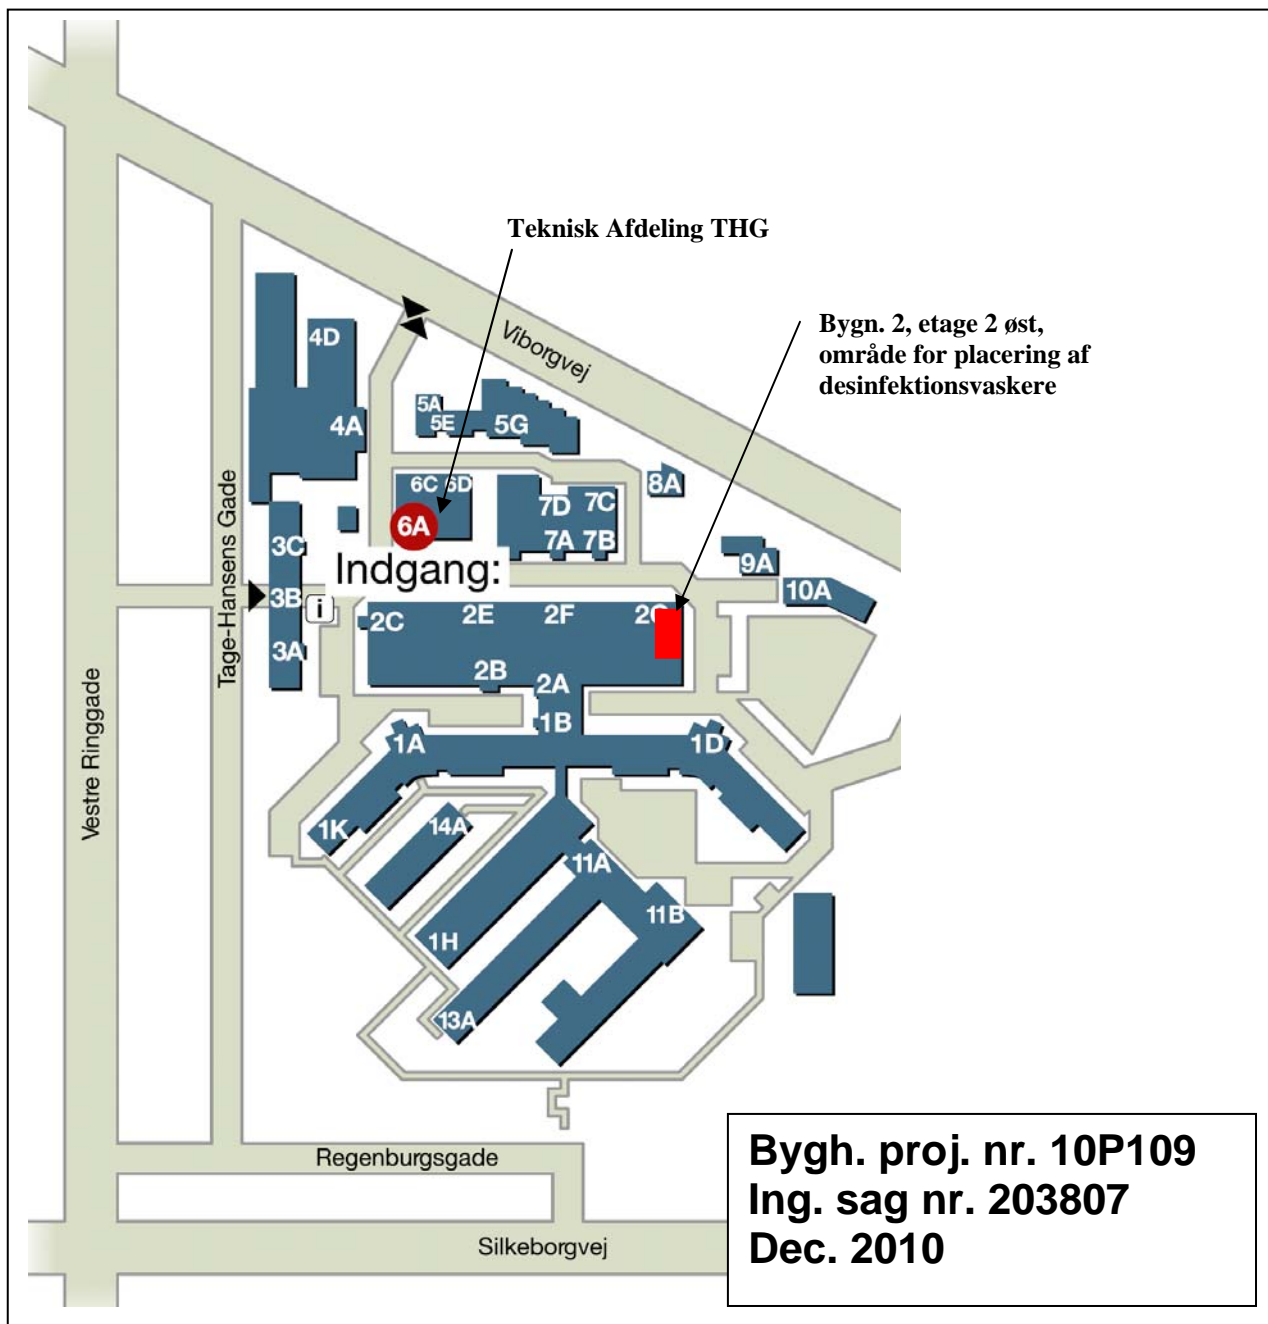 Teknisk Afdeling THG
Bygn. 2, etage 2 øst,
område for placering af
desinfektionsvaskere
Viborgvej
4D
4A
5A
5E
5G
6C 6D
6A
7D
7C
7A
7B
8A
9A
10A
Indgang:
3C
3B
3A
i
Tage-Hansens Gade
Vestre Ringgade
2C
2E
2F
2B
2A
1B
1A
1D
1K
14A
11A
11B
1H
13A
Regenburgsgade
Silkeborgvej
Bygh. proj. nr. 10P109
Ing. sag nr. 203807
Dec. 2010